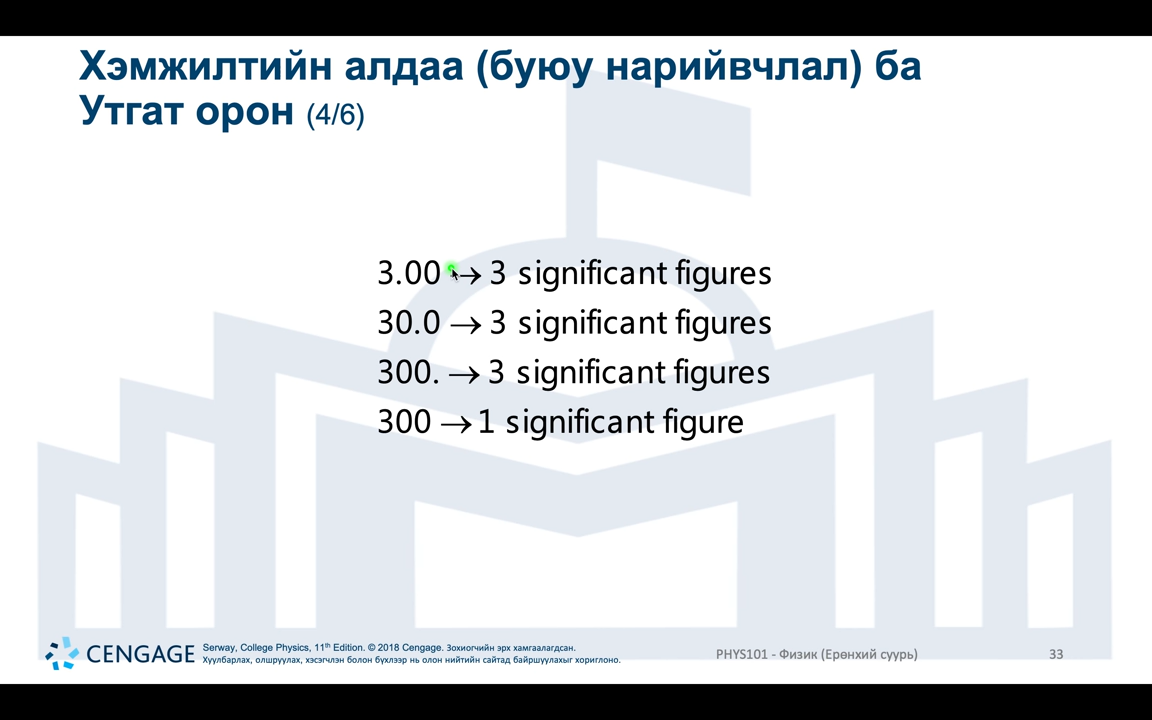 Хэмжилтийн алдаа (буюу нарийвчлал) ба
Утгат орон (4/6)
3.00 → 3 significant figures
30.0 → 3 significant figures
300. → 3 significant figures
300 → 1 significant figure
CENGAGE
Serway, College Physics, 11th Edition. © 2018 Cengage. Зохиогчийн эрх хамгаалагдсан.
Хуулбарлах, олшруулах, хэсэгчлэн болон бүхлээр нь олон нийтийн сайтад байршуулахыг хориглоно.
PHYS101 - Физик (Ерөнхий суурь)
33